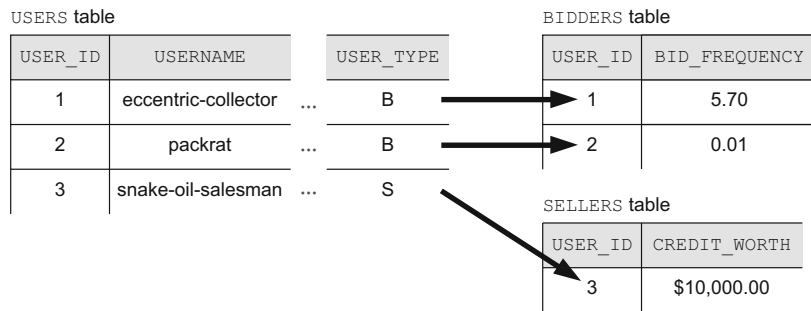 USERS table
USER_ID USERNAME USER_TYPE
1 eccentric-collector ... B
2 packrat ... B
3 snake-oil-salesman ... S
BIDDERS table
USER_ID BID_FREQUENCY
1 5.70
2 0.01
SELLERS table
USER_ID CREDIT_WORTH
3 $10,000.00